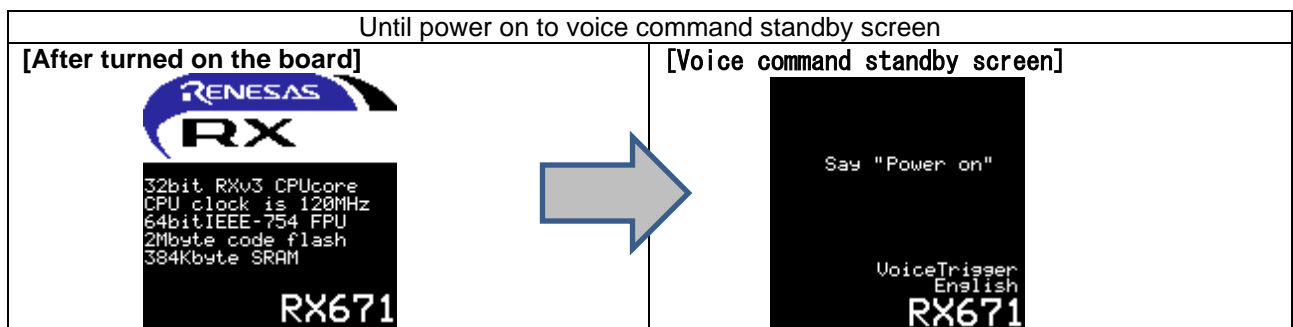 Until power on to voice command standby screen
[After turned on the board]
RENESAS
RX
32bit RXv3 CPUcore
CPU clock is 120MHz
64bitIEEE-754 FPU
2Mbyte code flash
384Kbyte SRAM
RX671
[Voice command standby screen]
Say "Power on"
VoiceTrigger
English
RX671